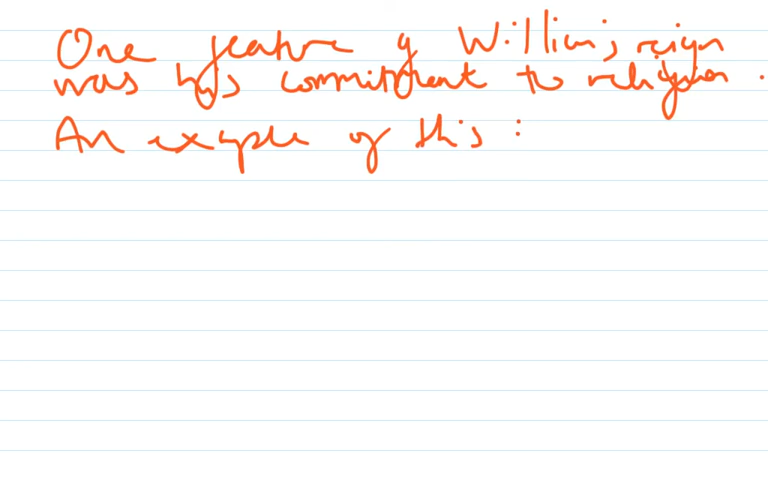 One feature of William's reign
was his commitment to religion.
An example of this: